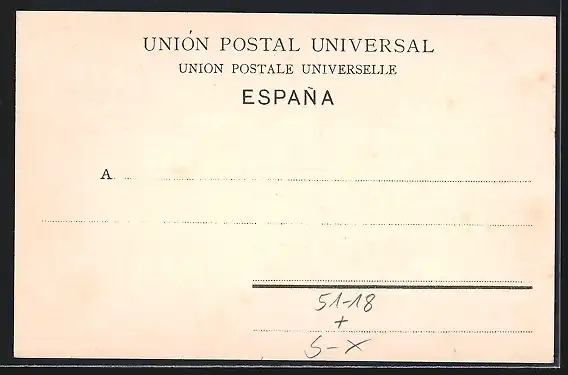 UNIÓN POSTAL UNIVERSAL
UNION POSTALE UNIVERSELLE
ESPAÑA
A
51-18
+
S-X